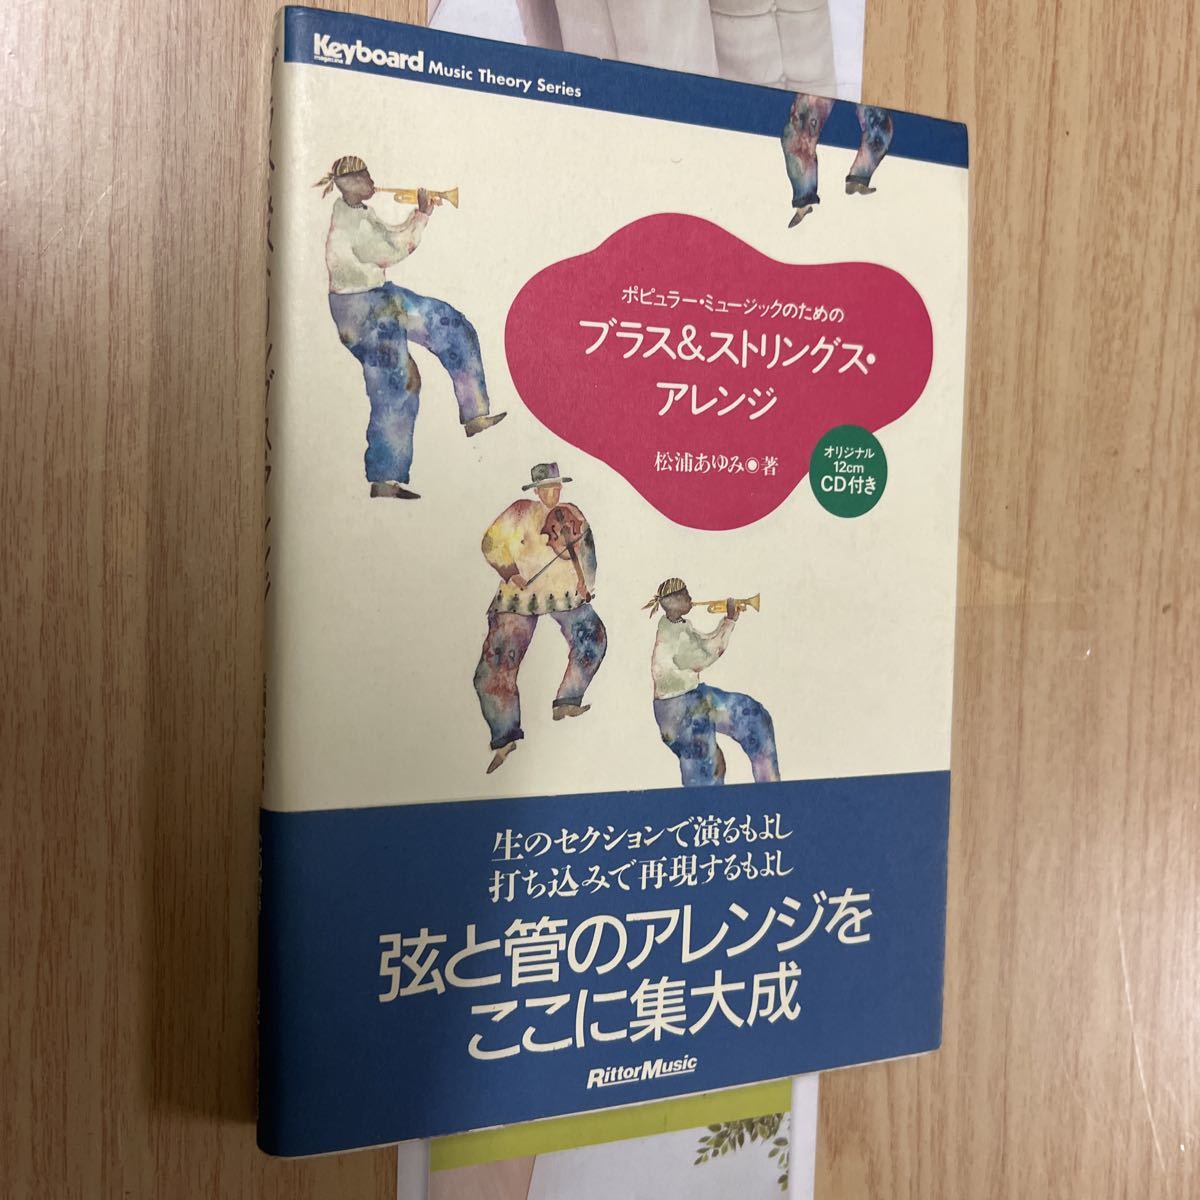 Keyboard magazine Music Theory Series
ポピュラー・ミュージックのための
ブラス&ストリングス・
アレンジ
松浦あゆみ◉著
オリジナル
12cm
CD付き
生のセクションで演るもよし
打ち込みで再現するもよし
弦と管のアレンジを
ここに集大成
RittorMusic